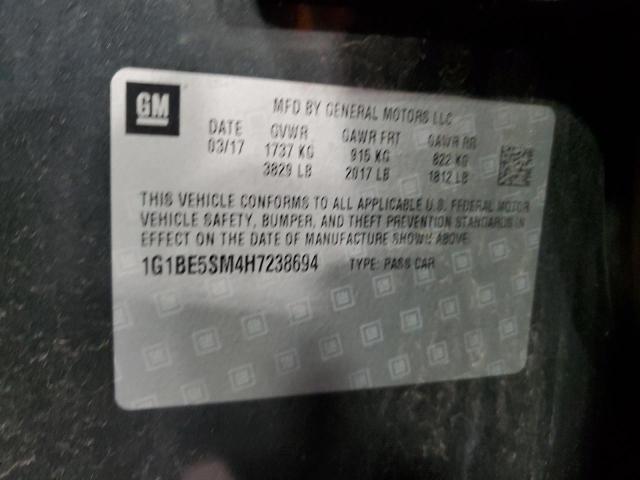 GM
MFD BY GENERAL MOTORS LLC
DATE GVWR GAWR FRT GAWR RR
03/17 1737 KG 915 KG 822 KG
3829 LB 2017 LB 1812 LB
THIS VEHICLE CONFORMS TO ALL APPLICABLE U.S. FEDERAL MOTOR
VEHICLE SAFETY, BUMPER, AND THEFT PREVENTION STANDARDS IN
EFFECT ON THE DATE OF MANUFACTURE SHOWN ABOVE
1G1BE5SM4H7238694 TYPE: PASS CAR